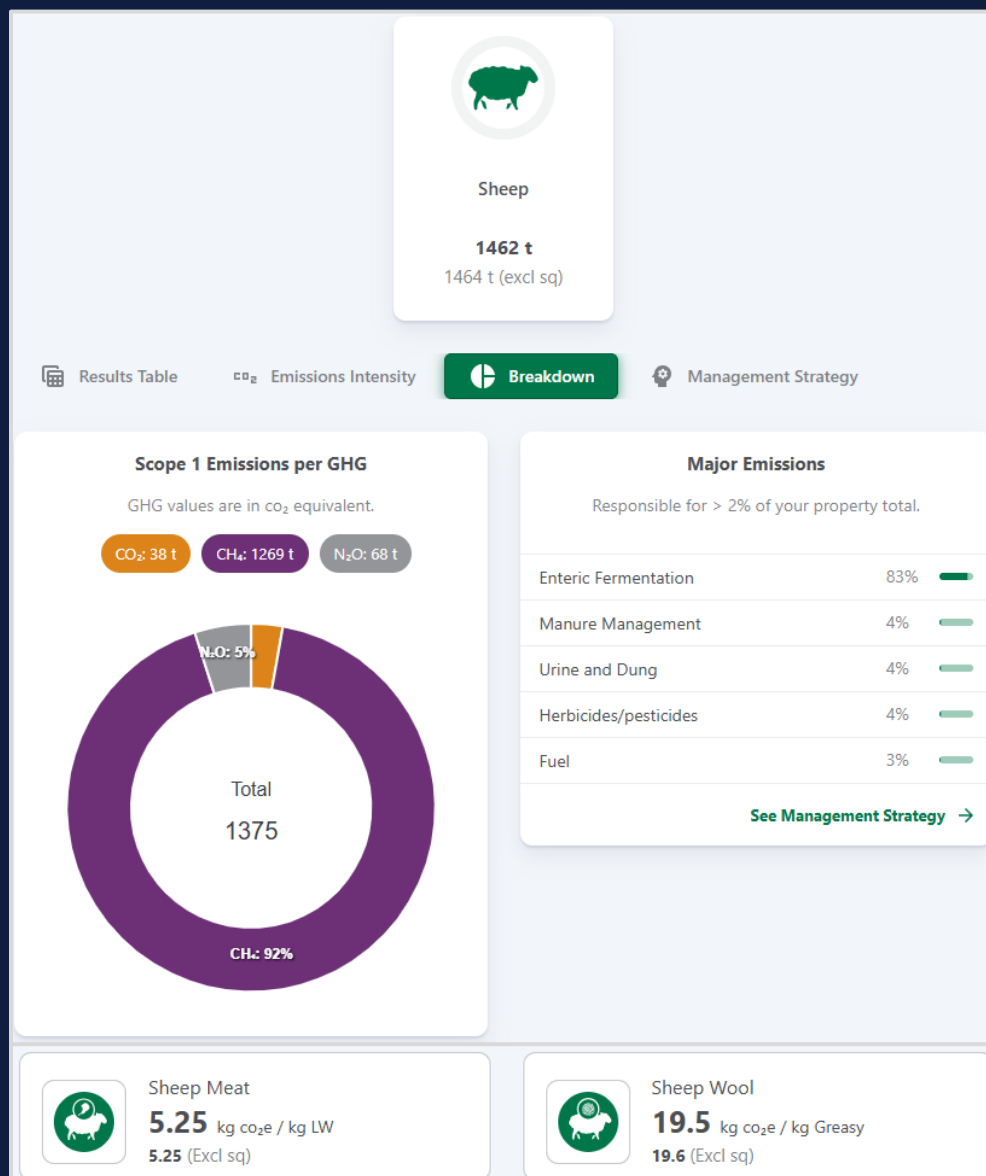 Sheep
1462 t
1464 t (excl sq)
Results Table
CO₂ Emissions Intensity
Breakdown
Management Strategy
Scope 1 Emissions per GHG
GHG values are in co₂ equivalent.
CO₂: 38 t
CH₄: 1269 t
N₂O: 68 t
N₂O: 5%
Total
1375
CH₄: 92%
Major Emissions
Responsible for > 2% of your property total.
Enteric Fermentation 83%
Manure Management 4%
Urine and Dung 4%
Herbicides/pesticides 4%
Fuel 3%
See Management Strategy →
Sheep Meat
5.25 kg co₂e / kg LW
5.25 (Excl sq)
Sheep Wool
19.5 kg co₂e / kg Greasy
19.6 (Excl sq)